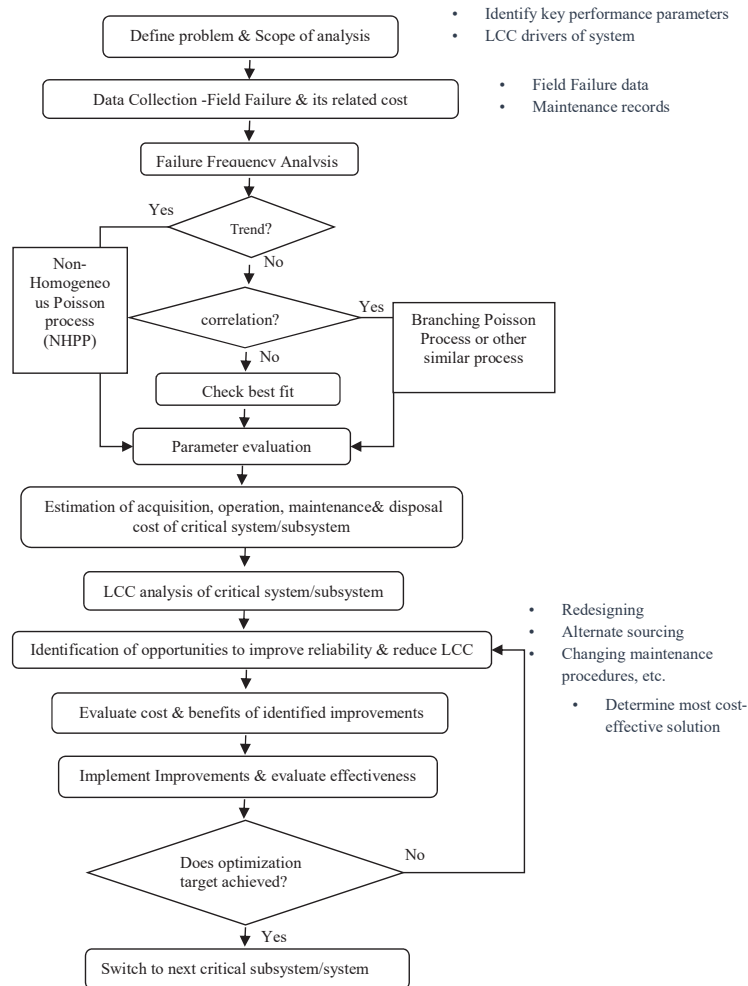 • Identify key performance parameters
• LCC drivers of system
Define problem & Scope of analysis
Data Collection -Field Failure & its related cost
• Field Failure data
• Maintenance records
Failure Frequency Analysis
Yes
Trend?
No
Non-
Homogeneo
us Poisson
process
(NHPP)
correlation?
Yes
Branching Poisson
Process or other
similar process
No
Check best fit
Parameter evaluation
Estimation of acquisition, operation, maintenance& disposal
cost of critical system/subsystem
LCC analysis of critical system/subsystem
Identification of opportunities to improve reliability & reduce LCC
• Redesigning
• Alternate sourcing
• Changing maintenance
procedures, etc.
• Determine most cost-
effective solution
Evaluate cost & benefits of identified improvements
Implement Improvements & evaluate effectiveness
Does optimization
target achieved?
No
Yes
Switch to next critical subsystem/system